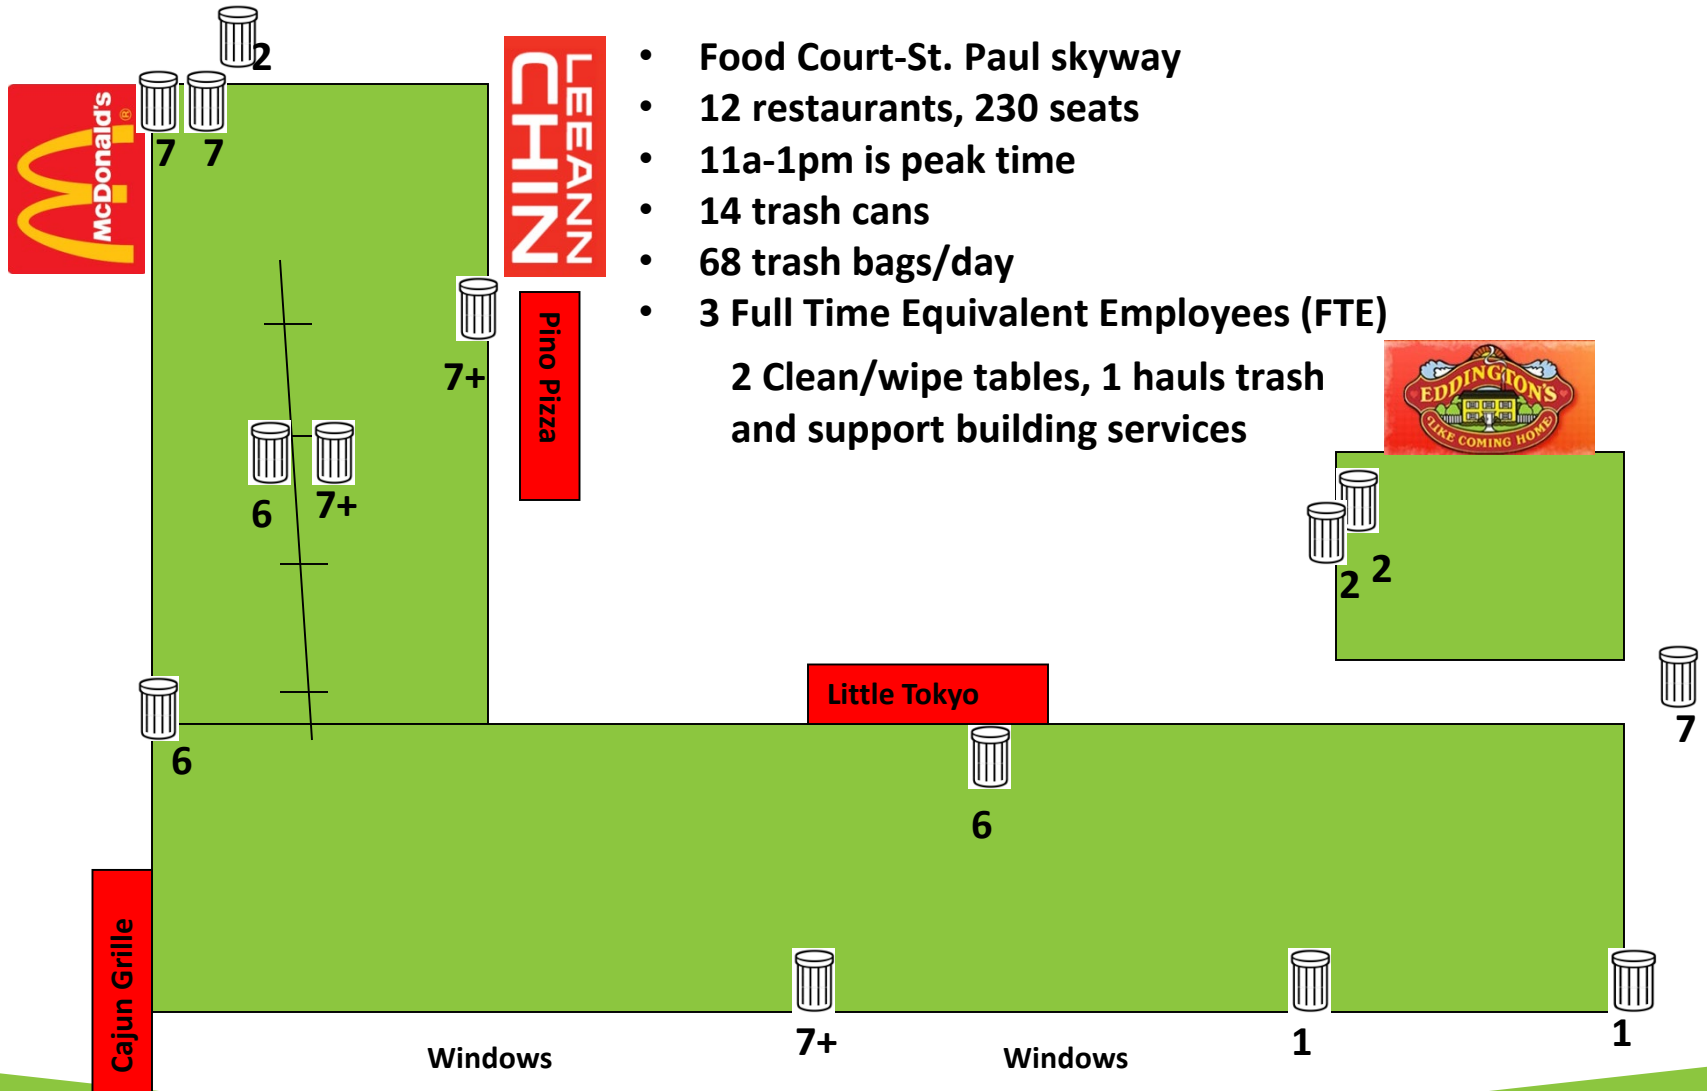 2
7 7
McDonald's ®
LEEANN
CHIN
• Food Court-St. Paul skyway
• 12 restaurants, 230 seats
• 11a-1pm is peak time
• 14 trash cans
• 68 trash bags/day
• 3 Full Time Equivalent Employees (FTE)
2 Clean/wipe tables, 1 hauls trash
and support building services
7+
Pino Pizza
6
7+
EDDINGTON'S
LIKE COMING HOME
2 2
7
6
Little Tokyo
6
Cajun Grille
7+
1
1
Windows
Windows